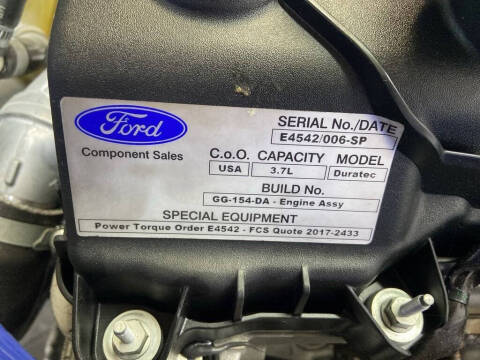 Ford
Component Sales
SERIAL No./DATE
E4542/006-SP
C.o.O. CAPACITY MODEL
USA 3.7L Duratec
BUILD No.
GG-154-DA - Engine Assy
SPECIAL EQUIPMENT
Power Torque Order E4542 - FCS Quote 2017-2433